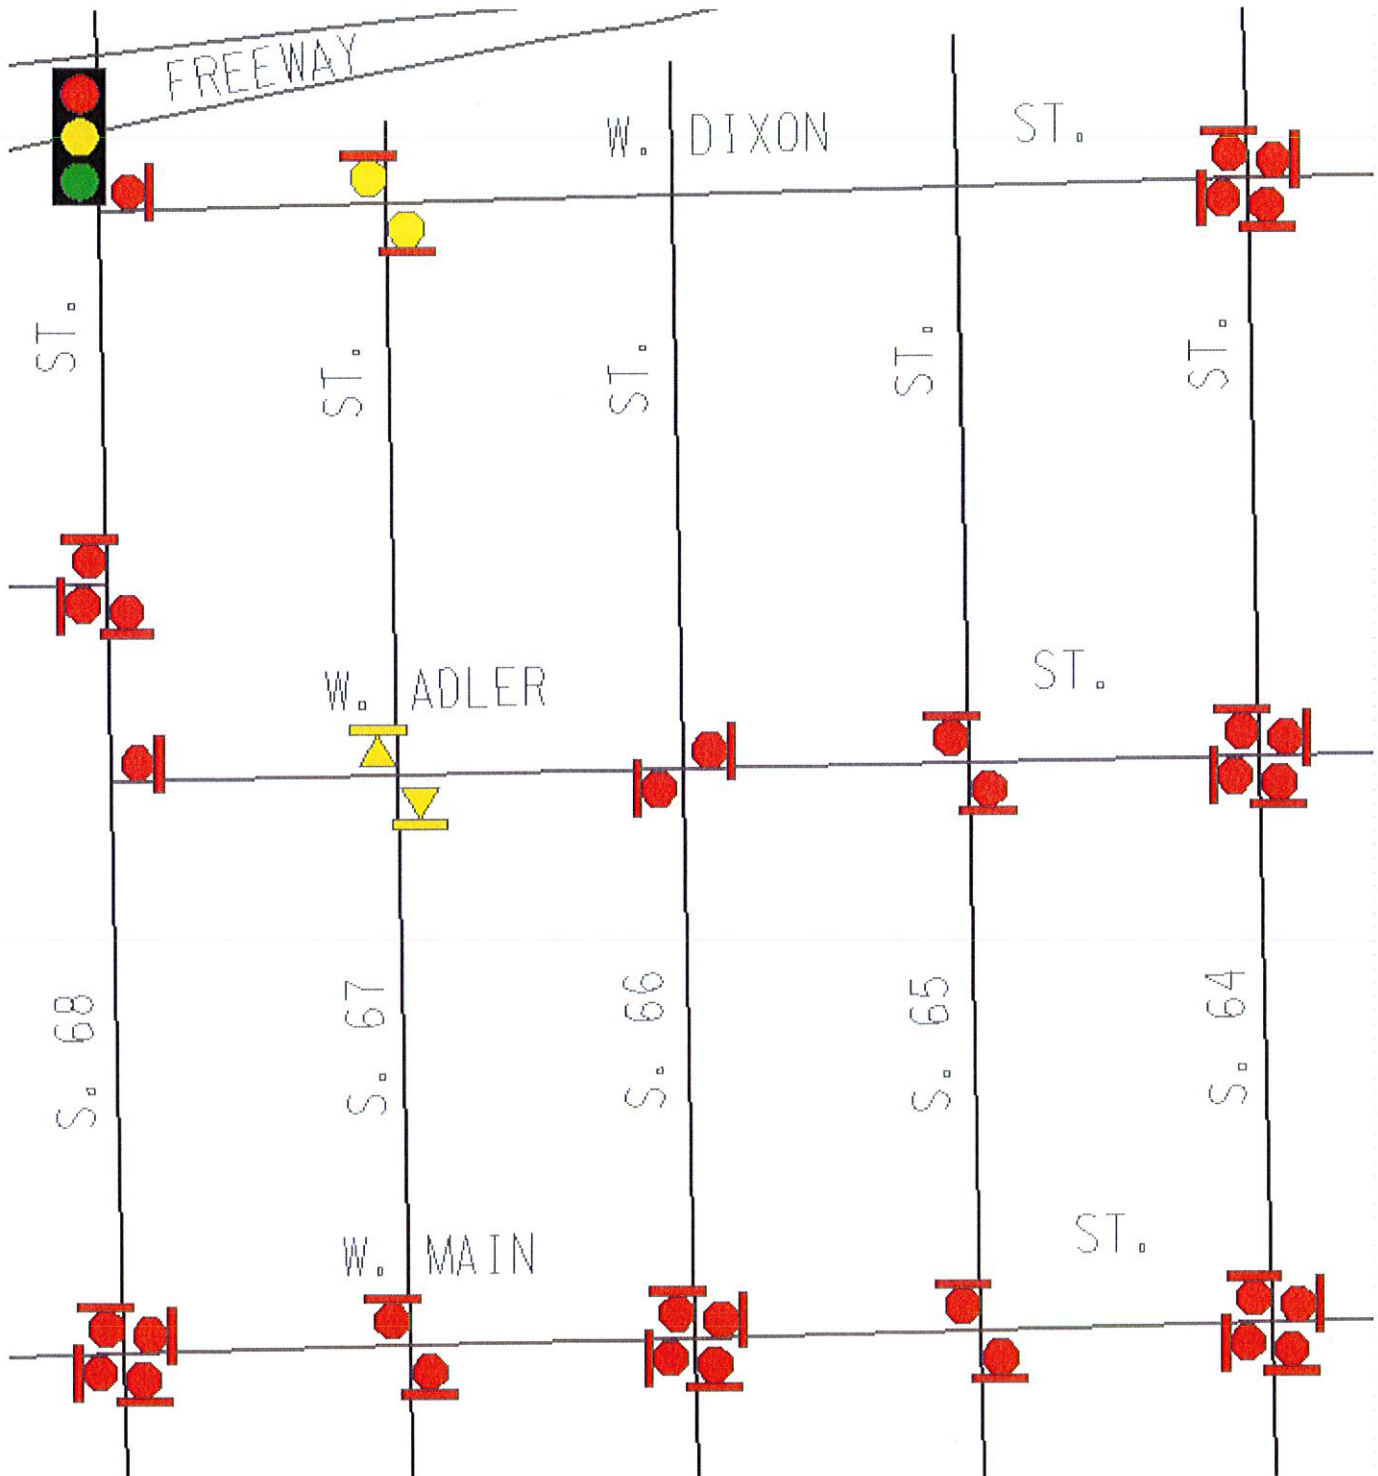 FREEWAY
W. DIXON ST.
ST.
ST.
ST.
ST.
ST.
W. ADLER ST.
S. 68
S. 67
S. 66
S. 65
S. 64
W. MAIN ST.